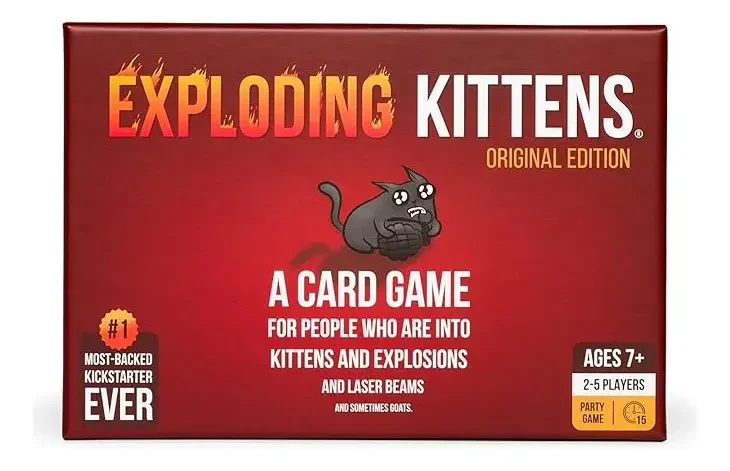 EXPLODING KITTENS®
ORIGINAL EDITION
A CARD GAME
FOR PEOPLE WHO ARE INTO
KITTENS AND EXPLOSIONS
AND LASER BEAMS
AND SOMETIMES GOATS.
#1
MOST-BACKED
KICKSTARTER
EVER
AGES 7+
2-5 PLAYERS
PARTY
GAME
15